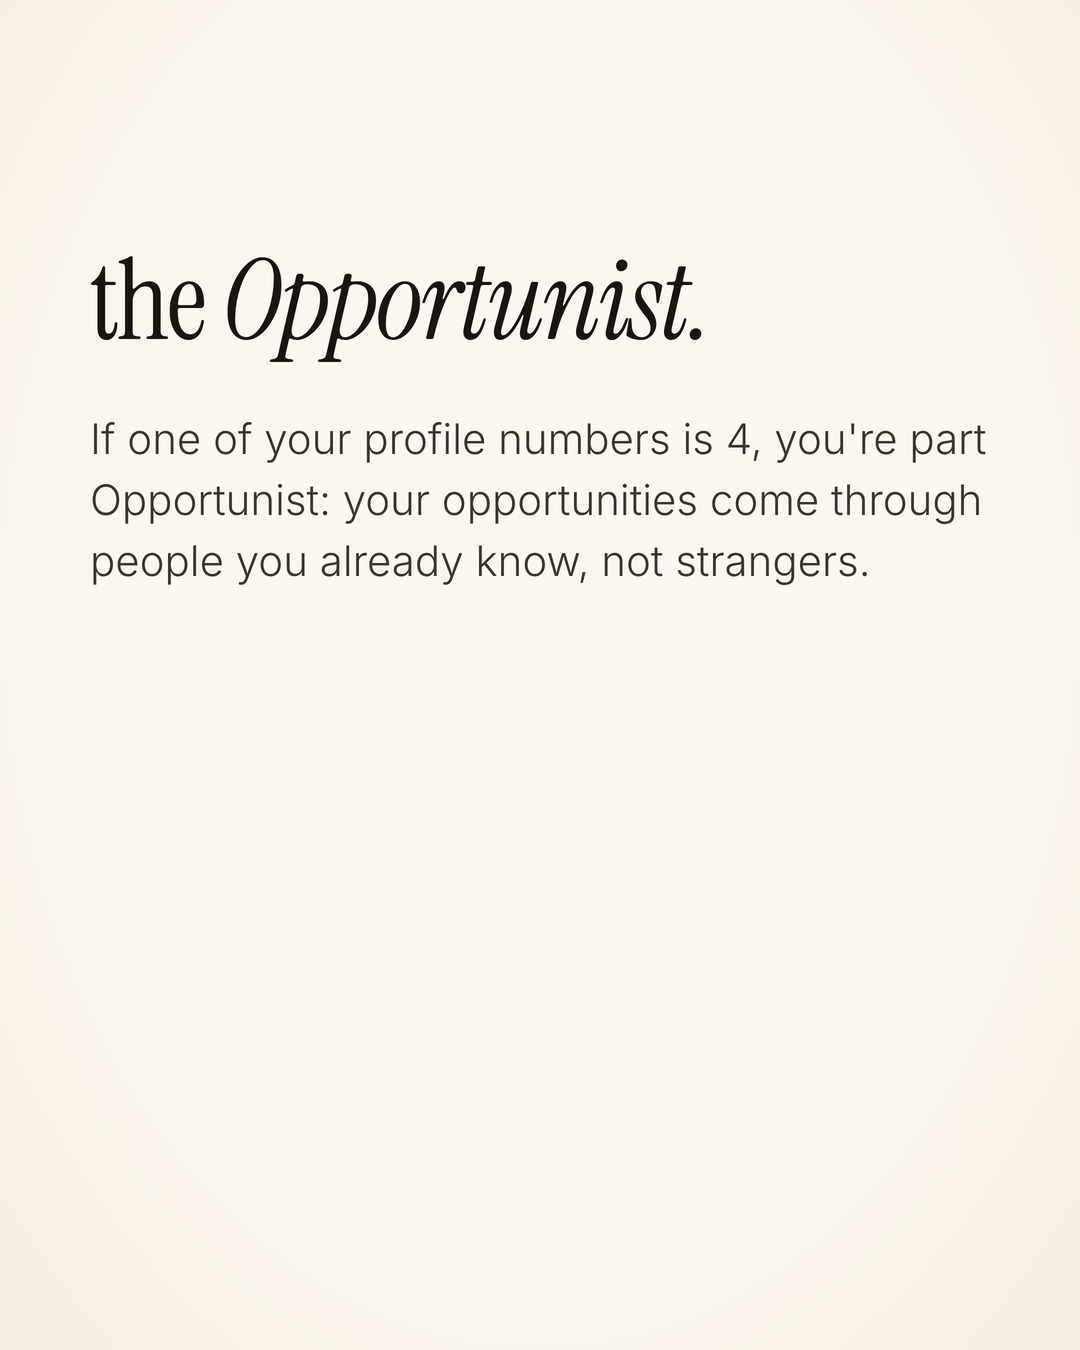 the Opportunist.
If one of your profile numbers is 4, you're part
Opportunist: your opportunities come through
people you already know, not strangers.